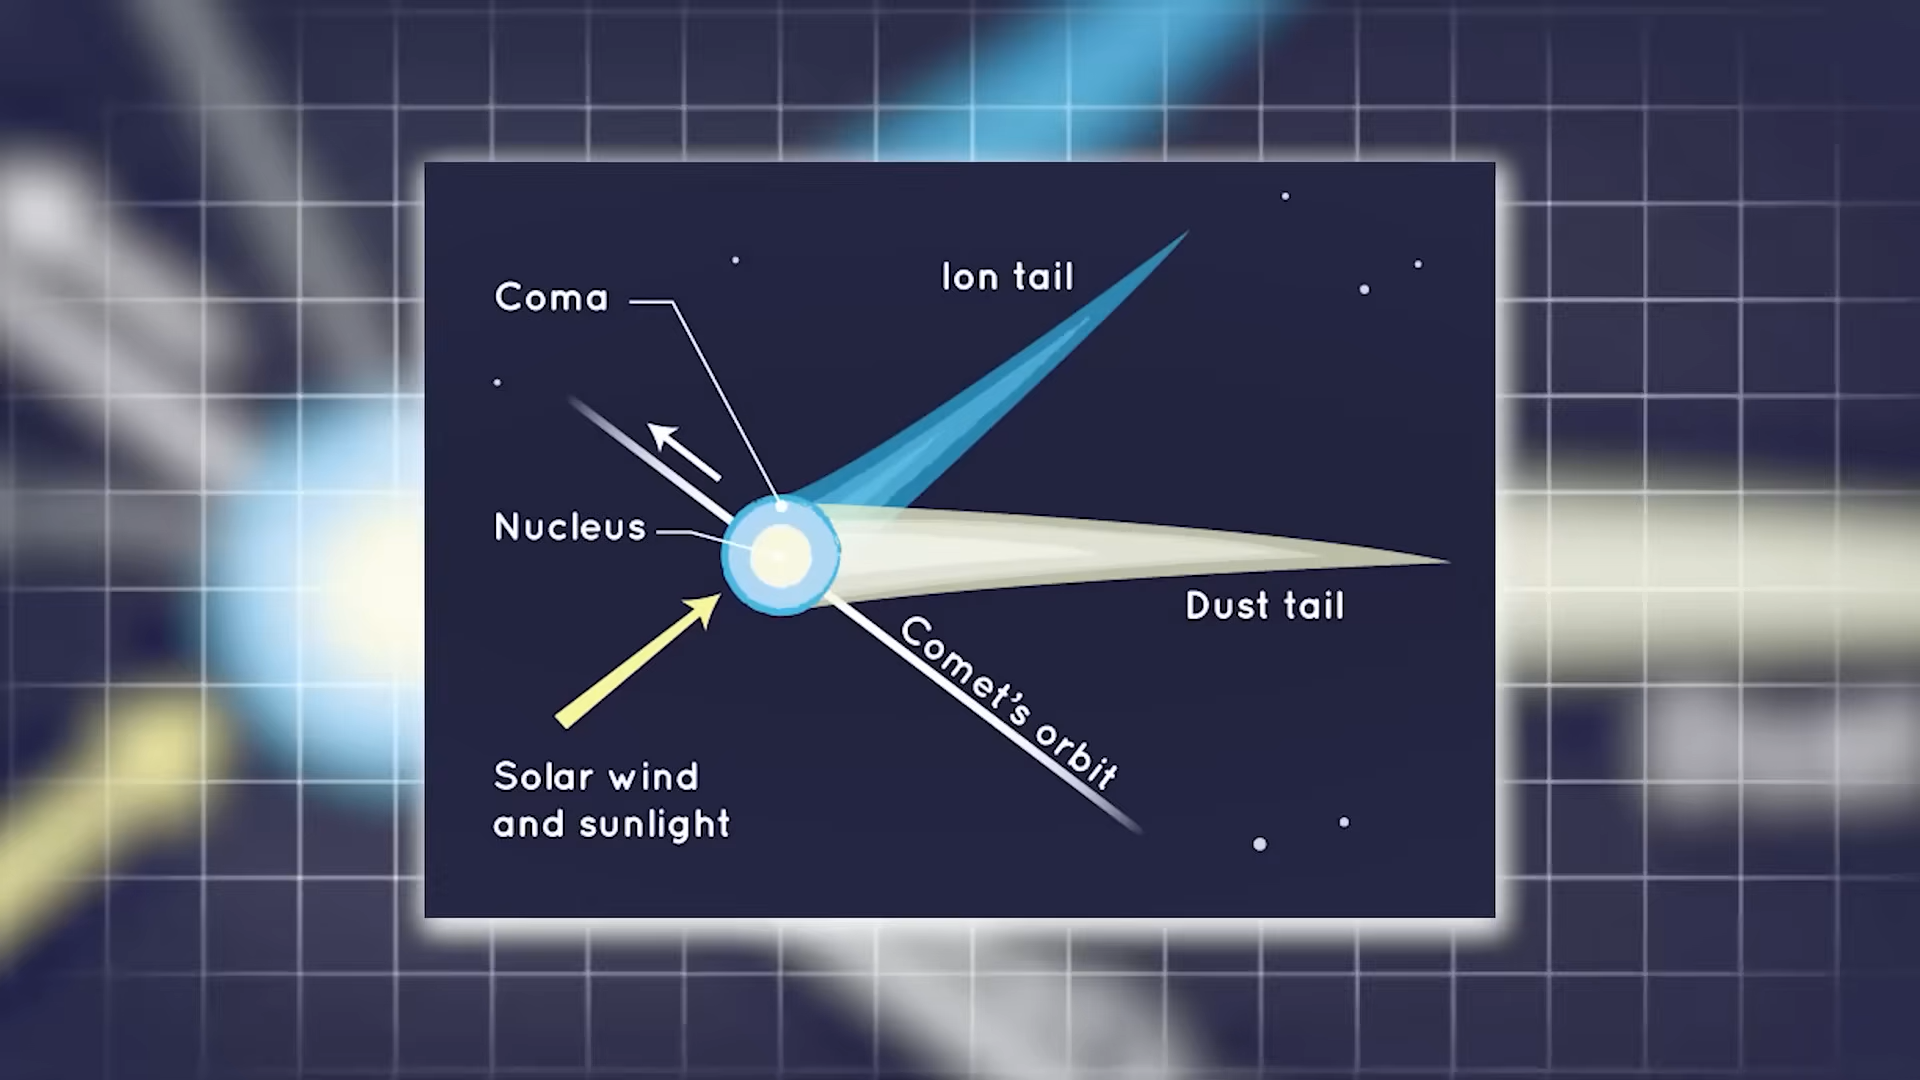 Coma
Ion tail
Nucleus
Dust tail
Comet's orbit
Solar wind
and sunlight